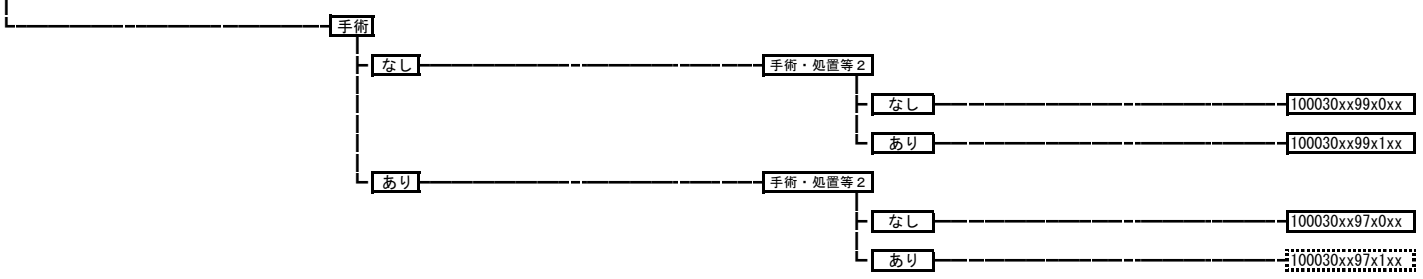 手術
なし 手術・処置等2
なし 100030xx99x0xx
あり 100030xx99x1xx
あり 手術・処置等2
なし 100030xx97x0xx
あり 100030xx97x1xx